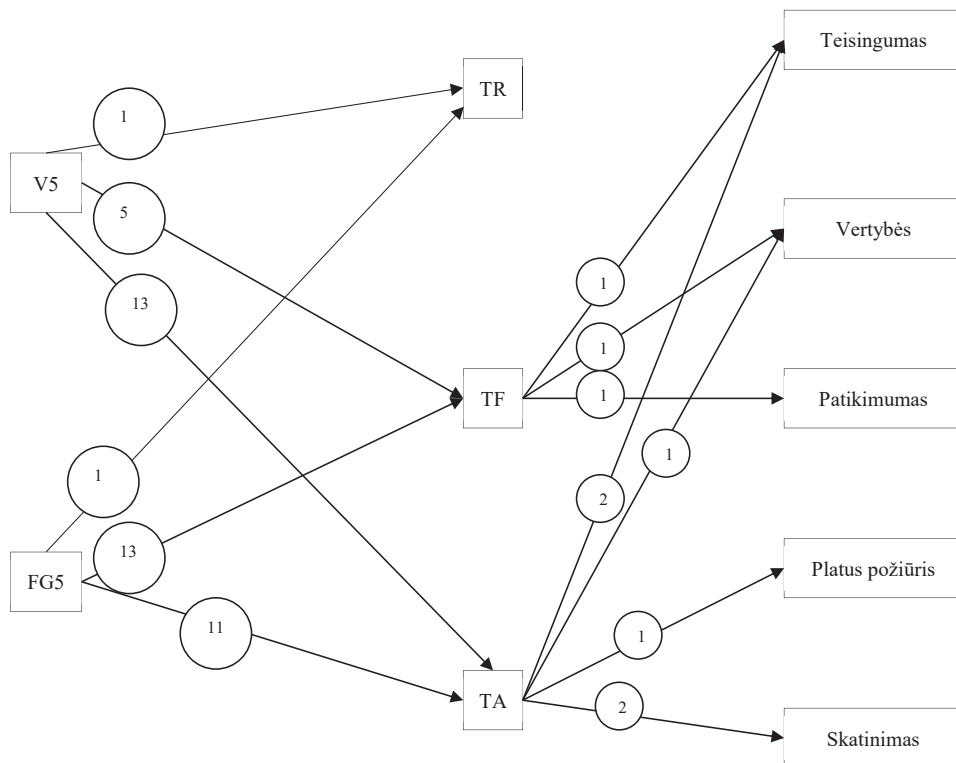 Teisingumas
TR
1
V5
5
Vertybės
13
1
1
TF
1
Patikimumas
1
1
2
13
FG5
Platus požiūris
11
1
TA
2
Skatinimas